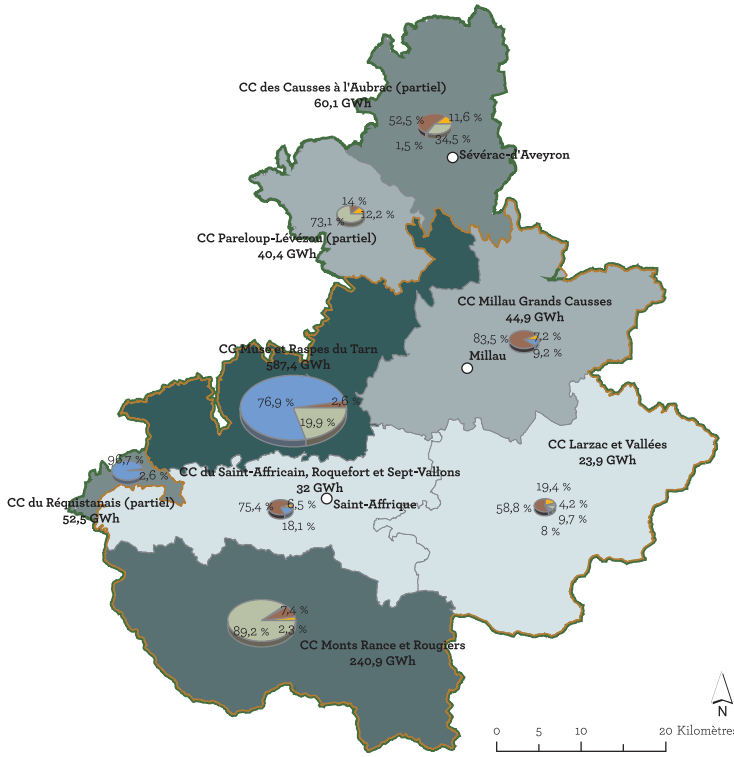 CC des Causses à l'Aubrac (partiel)
60,1 GWh
52,5 %
11,6 %
1,5 %
34,5 %
Sévérac-d'Aveyron
14 %
12,2 %
73,1 %
CC Pareloup-Lévézou (partiel)
40,4 GWh
CC Millau Grands Causses
44,9 GWh
83,5 %
7,2 %
9,2 %
Millau
CC Muse et Raspes du Tarn
587,4 GWh
76,9 %
2,6 %
19,9 %
CC Larzac et Vallées
23,9 GWh
96,7 %
2,6 %
CC du Saint-Affricain, Roquefort et Sept-Vallons
32 GWh
CC du Réquistanais (partiel)
52,5 GWh
75,4 %
6,5 %
18,1 %
Saint-Affrique
19,4 %
58,8 %
4,2 %
9,7 %
8 %
7,4 %
89,2 %
2,3 %
CC Monts Rance et Rougiers
240,9 GWh
N
0 5 10 20 Kilomètres